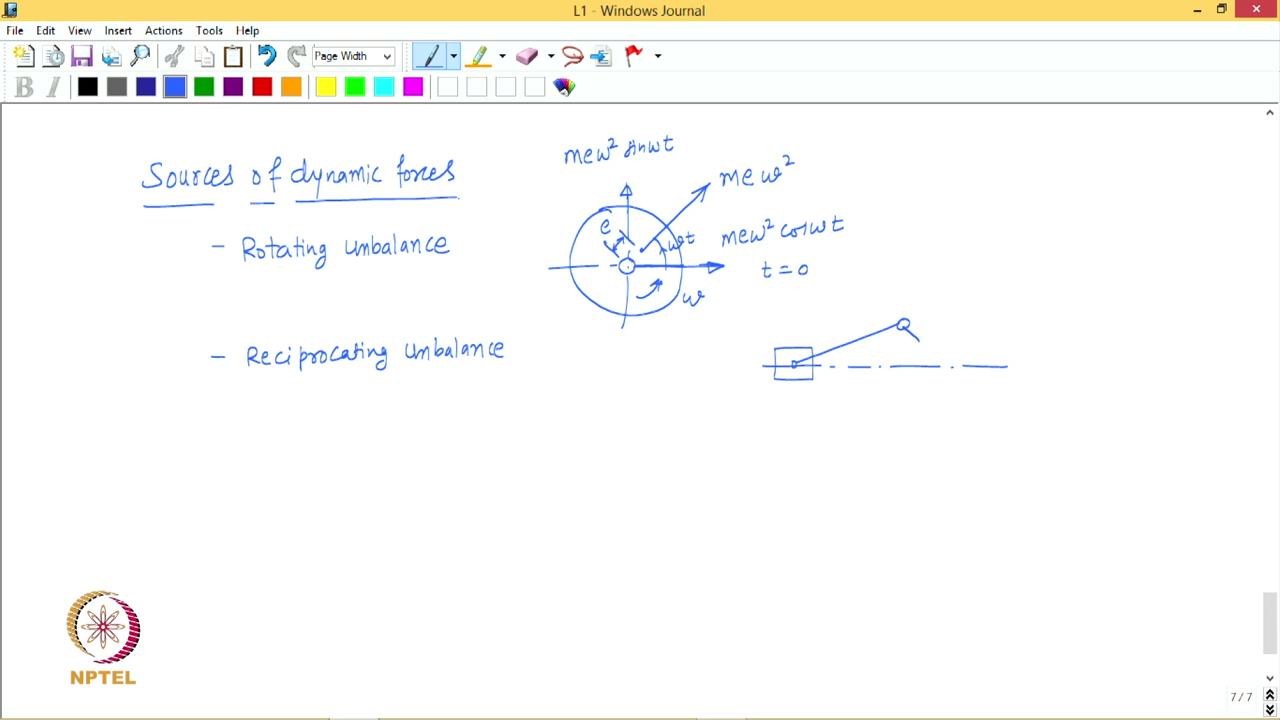 L1 - Windows Journal
File Edit View Insert Actions Tools Help
Page Width
B I
Sources of dynamic forces
- Rotating unbalance
meω² sinωt
meω²
e
ωt
meω² cosωt
t = 0
ω
- Reciprocating unbalance
NPTEL
7 / 7